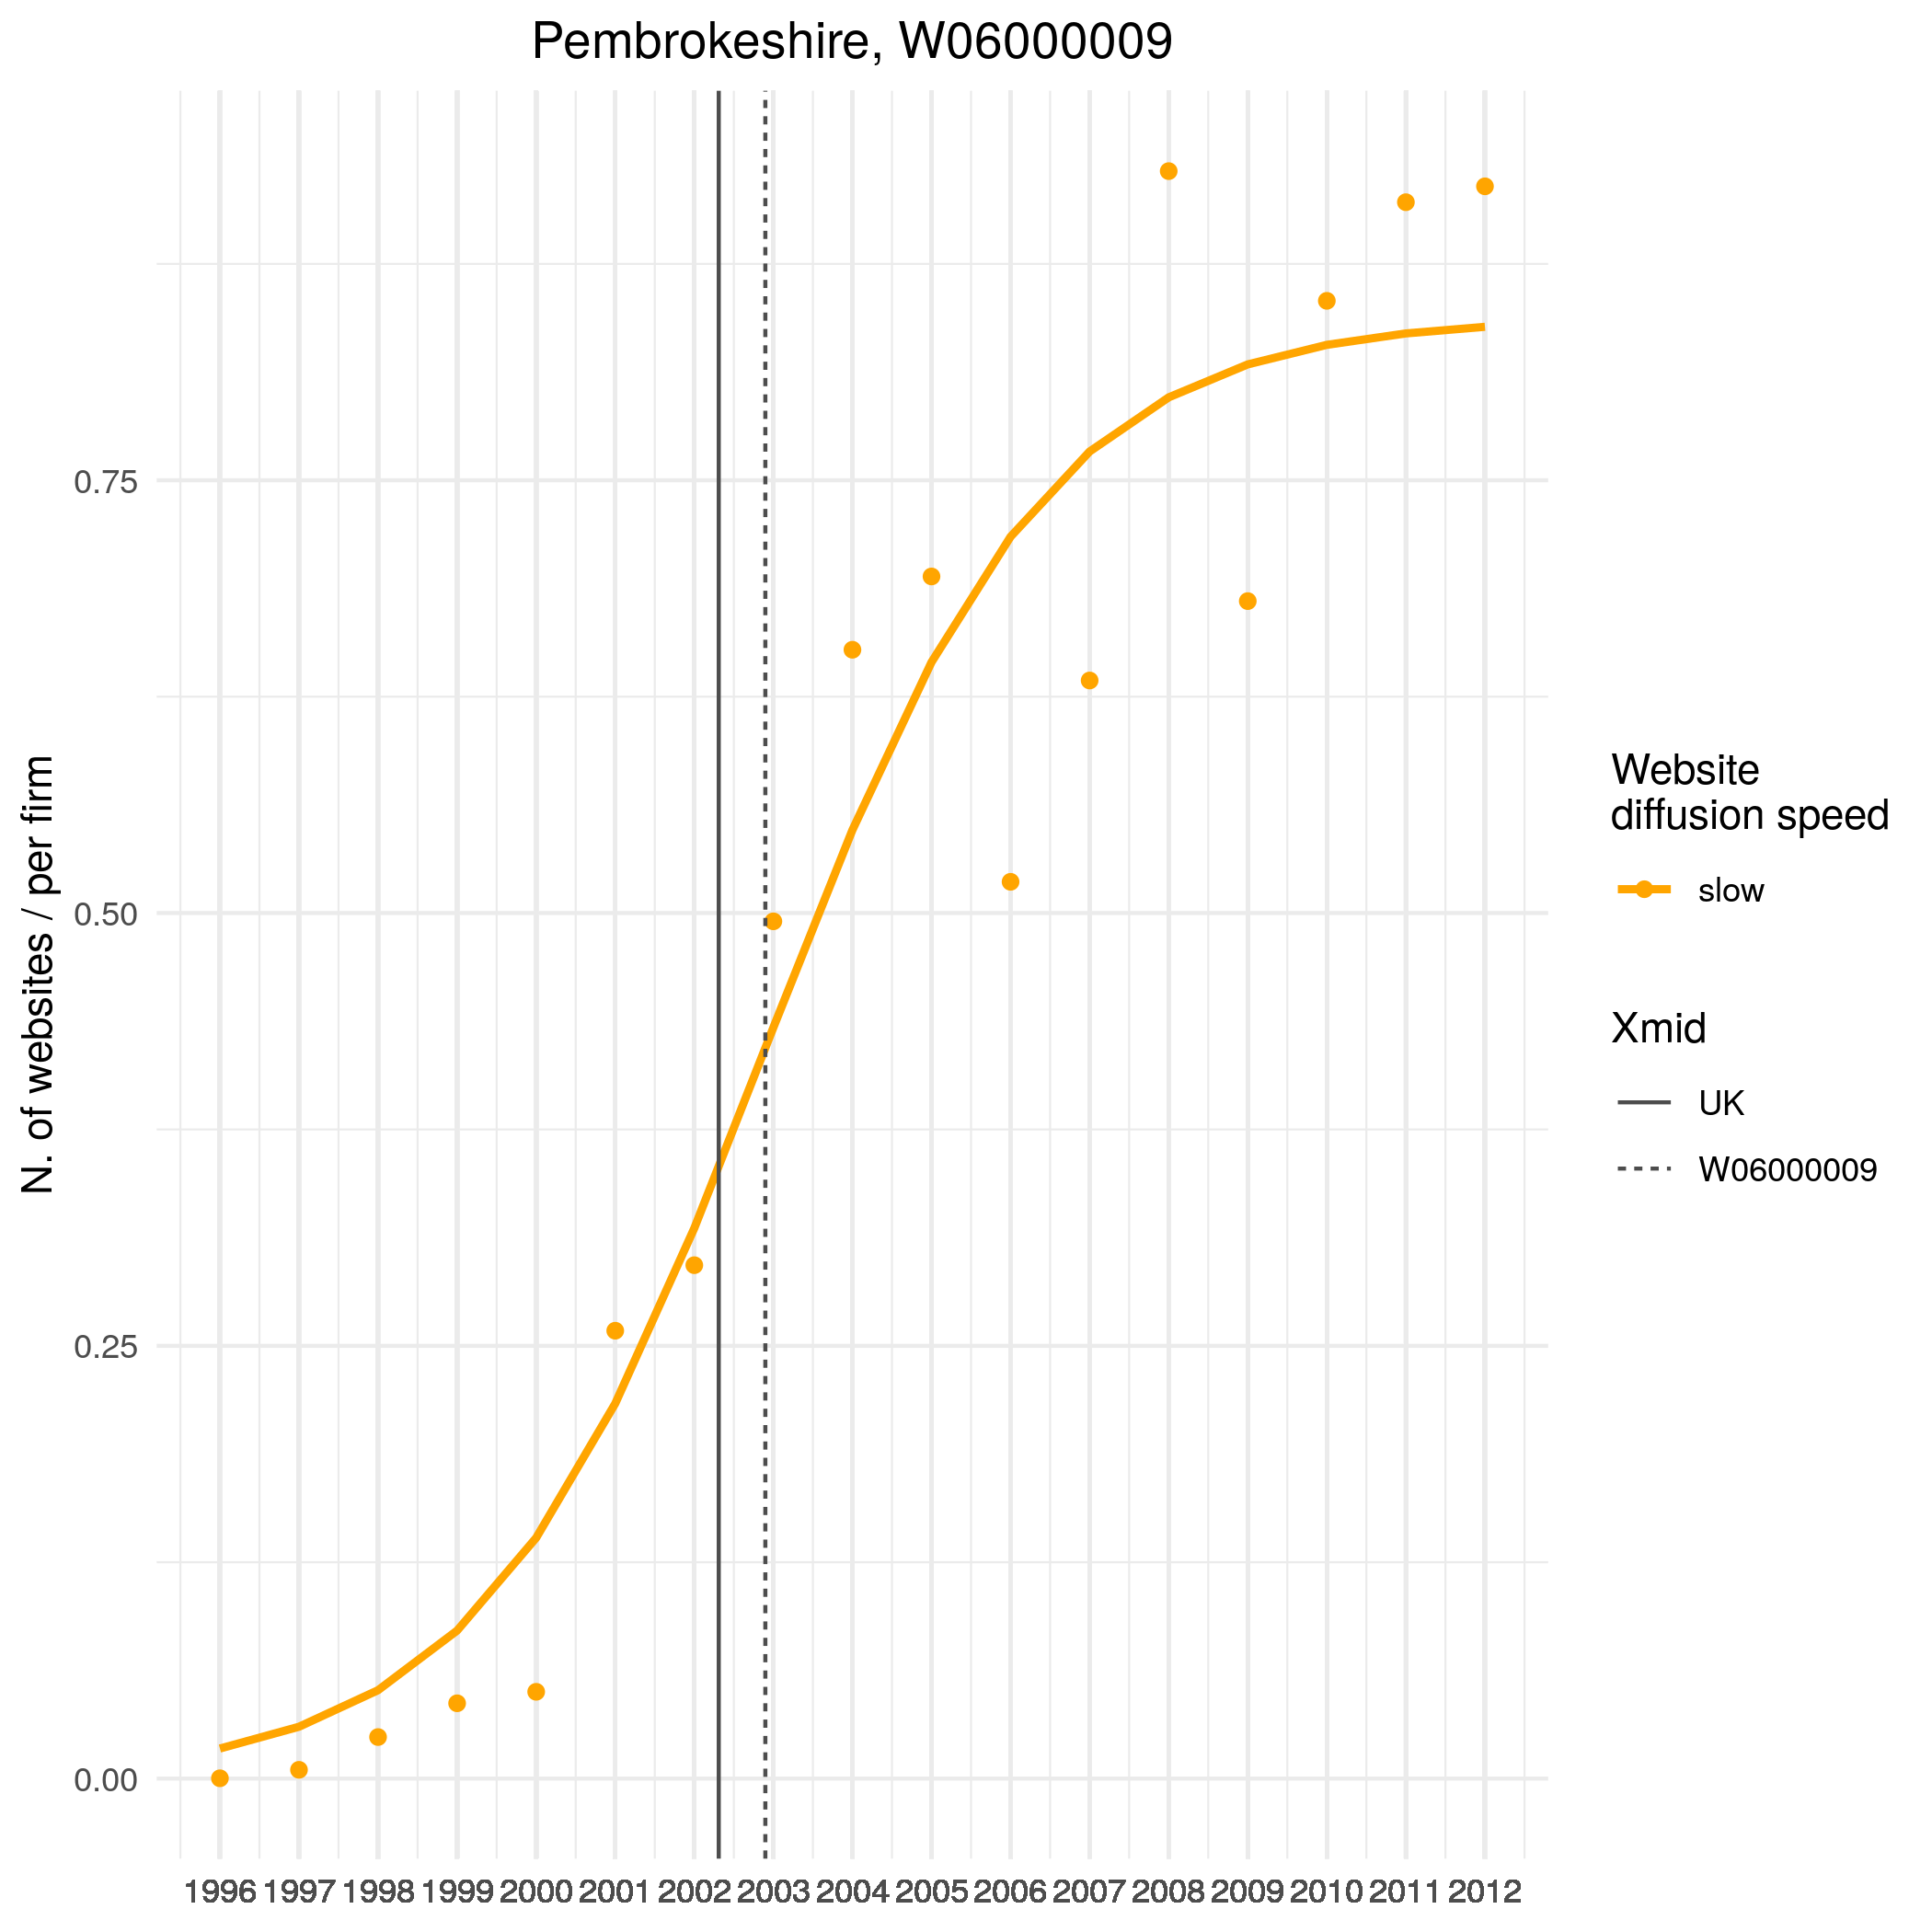 Pembrokeshire, W06000009
N. of websites / per firm
0.75
0.50
0.25
0.00
1996 1997 1998 1999 2000 2001 2002 2003 2004 2005 2006 2007 2008 2009 2010 2011 2012
Website
diffusion speed
slow
Xmid
UK
W06000009